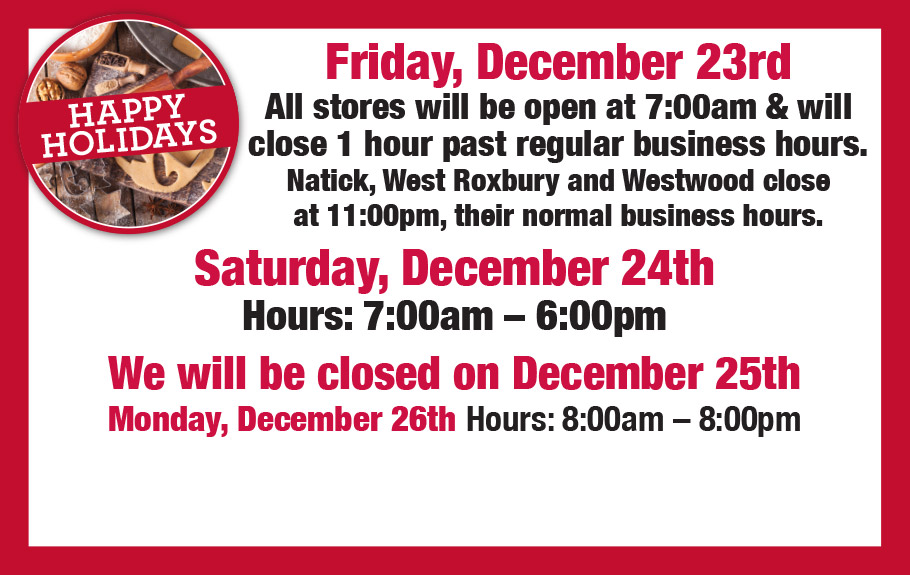 HAPPY
HOLIDAYS
Friday, December 23rd
All stores will be open at 7:00am & will
close 1 hour past regular business hours.
Natick, West Roxbury and Westwood close
at 11:00pm, their normal business hours.
Saturday, December 24th
Hours: 7:00am – 6:00pm
We will be closed on December 25th
Monday, December 26th Hours: 8:00am – 8:00pm